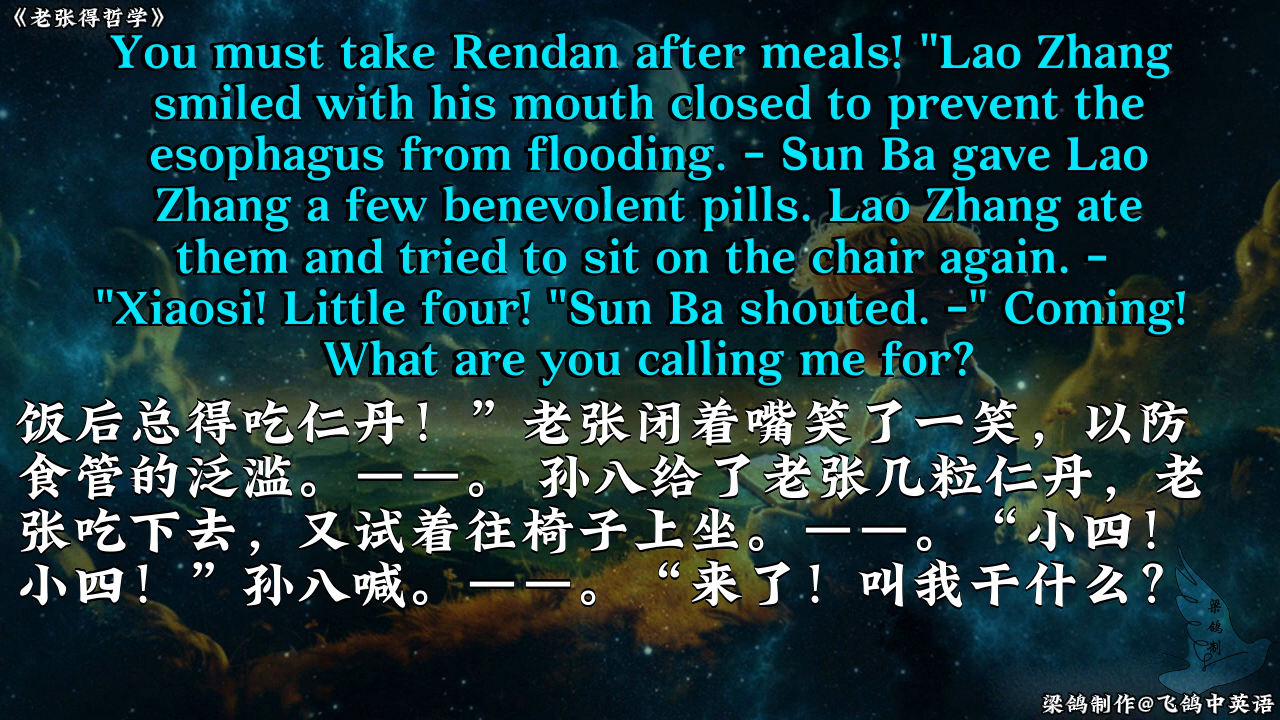 《老张得哲学》
You must take Rendan after meals! "Lao Zhang
smiled with his mouth closed to prevent the
esophagus from flooding. - Sun Ba gave Lao
Zhang a few benevolent pills. Lao Zhang ate
them and tried to sit on the chair again. -
"Xiaosi! Little four! "Sun Ba shouted. -" Coming!
What are you calling me for?
饭后总得吃仁丹！”老张闭着嘴笑了一笑，以防
食管的泛滥。——。孙八给了老张几粒仁丹，老
张吃下去，又试着往椅子上坐。——。“小四！
小四！”孙八喊。——。“来了！叫我干什么？
梁
鸽
制
梁鸽制作@飞鸽中英语